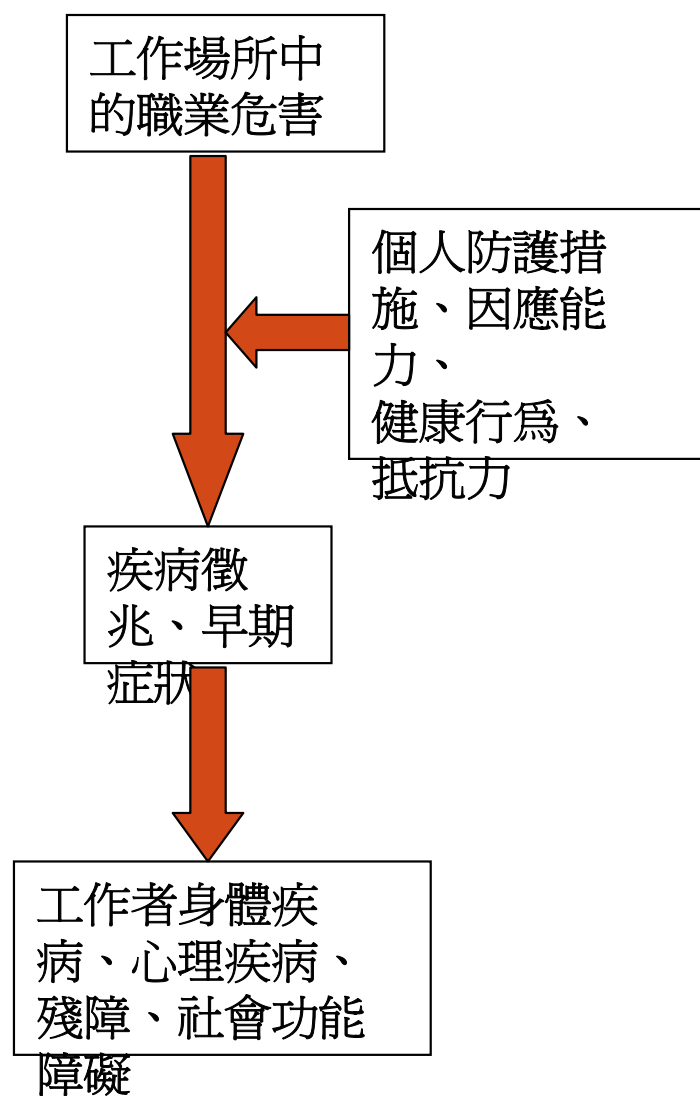 工作場所中
的職業危害
個人防護措
施、因應能
力、
健康行為、
抵抗力
疾病徵
兆、早期
症狀
工作者身體疾
病、心理疾病、
殘障、社會功能
障礙